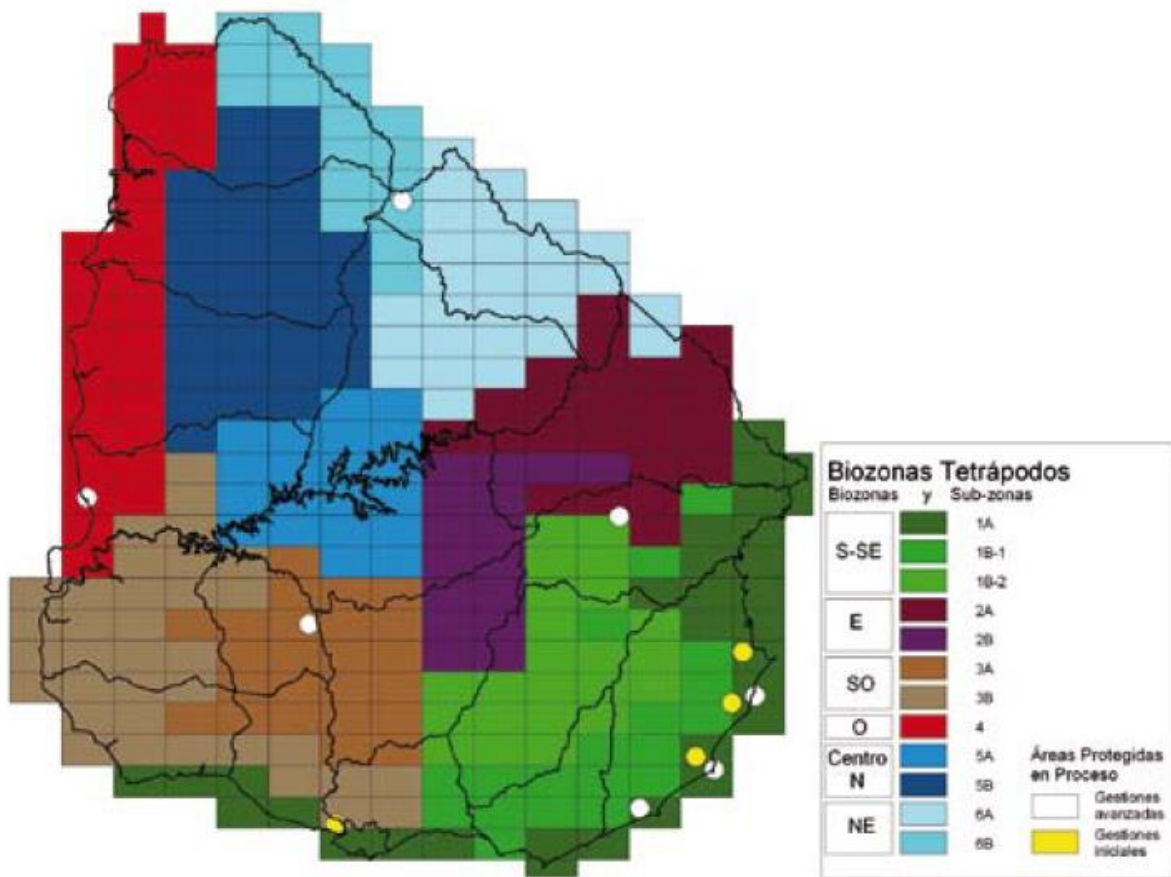 Biozonas Tetrápodos
Biozonas y Sub-zonas
S-SE
1A
1B-1
1B-2
E
2A
2B
SO
3A
3B
O
4
Centro
N
5A
5B
NE
6A
6B
Áreas Protegidas
en Proceso
Gestiones
avanzadas
Gestiones
iniciales